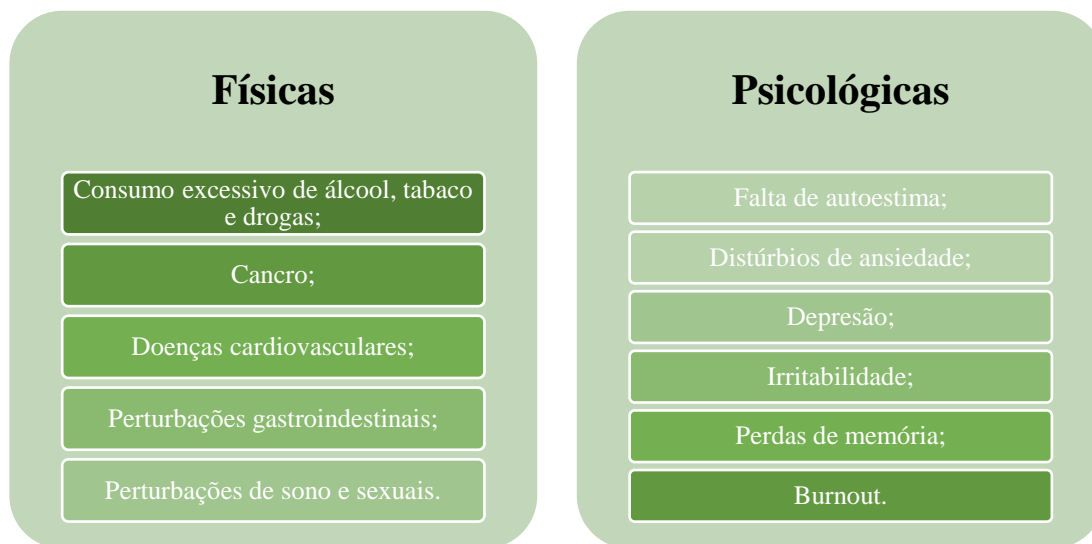 Físicas
Consumo excessivo de álcool, tabaco
e drogas;
Cancro;
Doenças cardiovasculares;
Perturbações gastroindestinais;
Perturbações de sono e sexuais.
Psicológicas
Falta de autoestima;
Distúrbios de ansiedade;
Depresão;
Irritabilidade;
Perdas de memória;
Burnout.